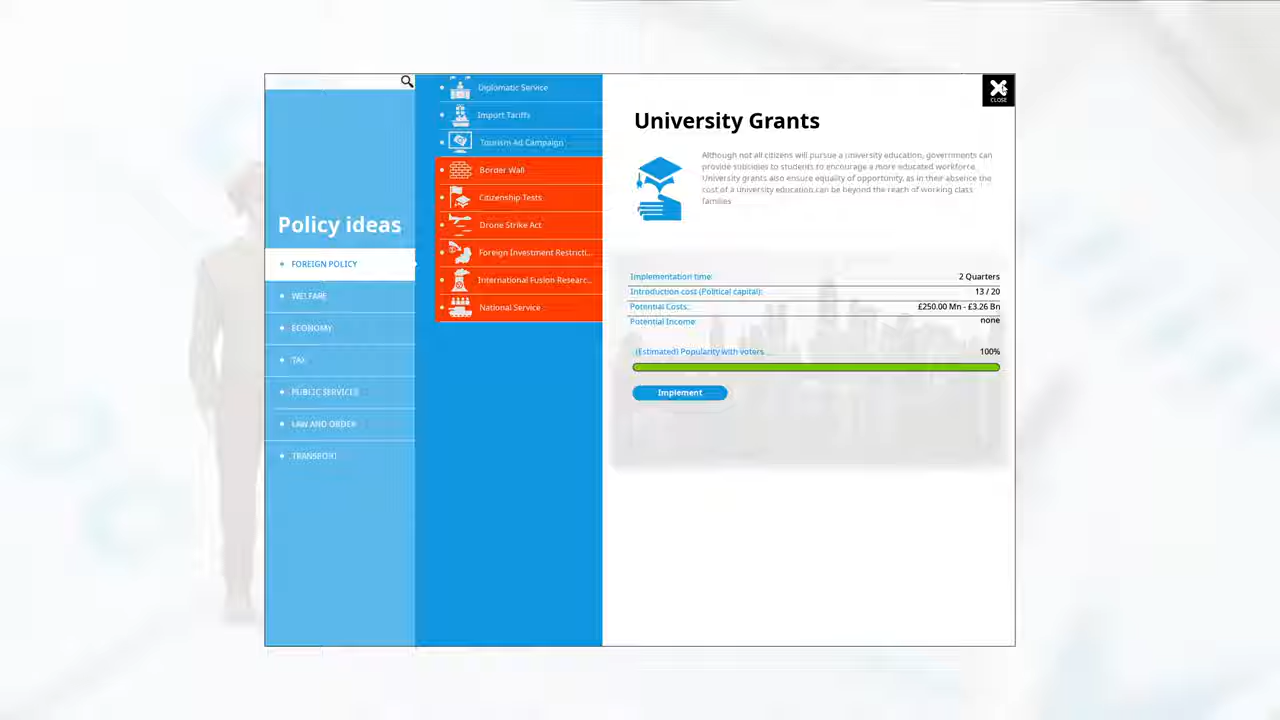 CLOSE
Policy ideas
FOREIGN POLICY
WELFARE
ECONOMY
TAX
PUBLIC SERVICES
LAW AND ORDER
TRANSPORT
Diplomatic Service
Import Tariffs
Tourism Ad Campaign
Border Wall
Citizenship Tests
Drone Strike Act
Foreign Investment Restricti...
International Fusion Researc...
National Service
University Grants
Although not all citizens will pursue a university education, governments can
provide subsidies to students to encourage a more educated workforce.
University grants also ensure equality of opportunity, as in their absence the
cost of a university education can be beyond the reach of working class
families
Implementation time: 2 Quarters
Introduction cost (Political capital): 13 / 20
Potential Costs: £250.00 Mn - £3.26 Bn
Potential Income: none
(Estimated) Popularity with voters 100%
Implement